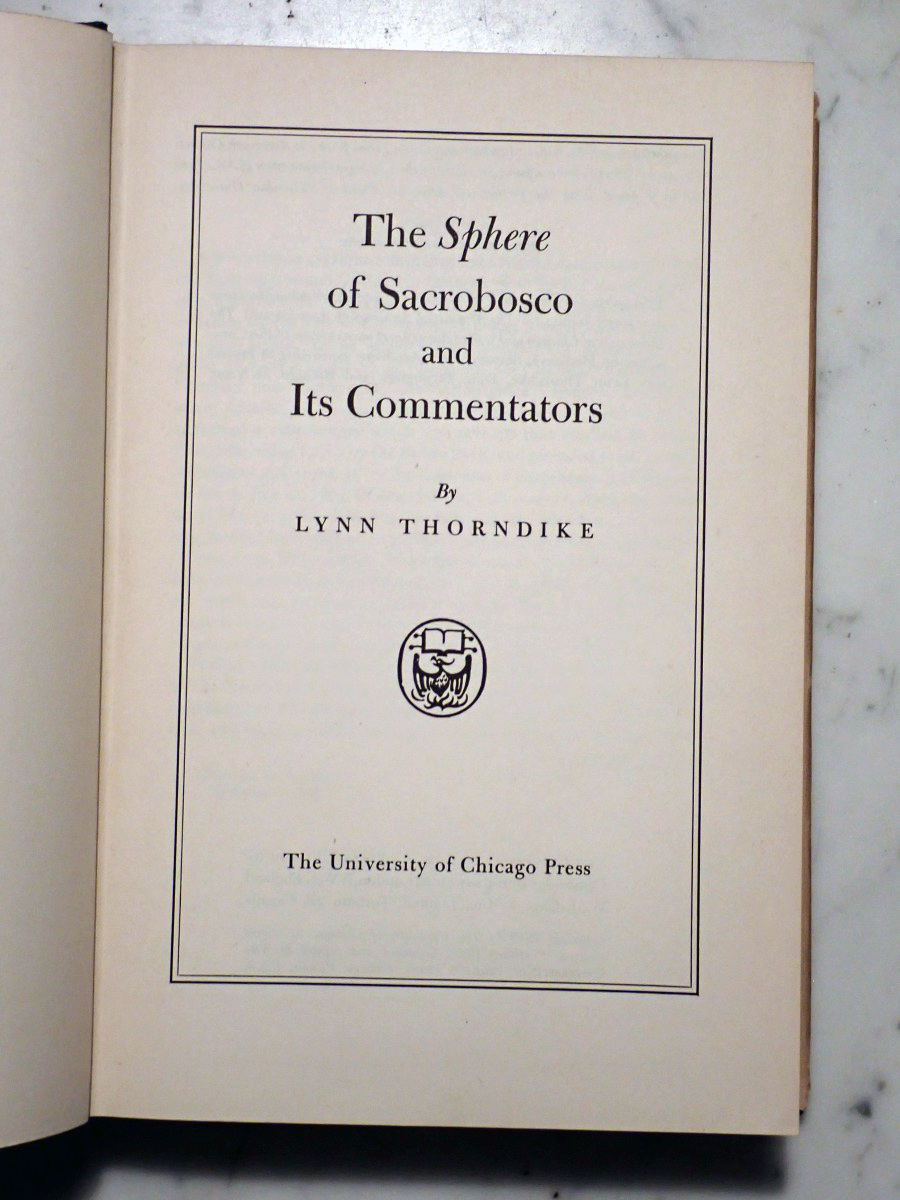 The Sphere
of Sacrobosco
and
Its Commentators
By
LYNN THORNDIKE
The University of Chicago Press